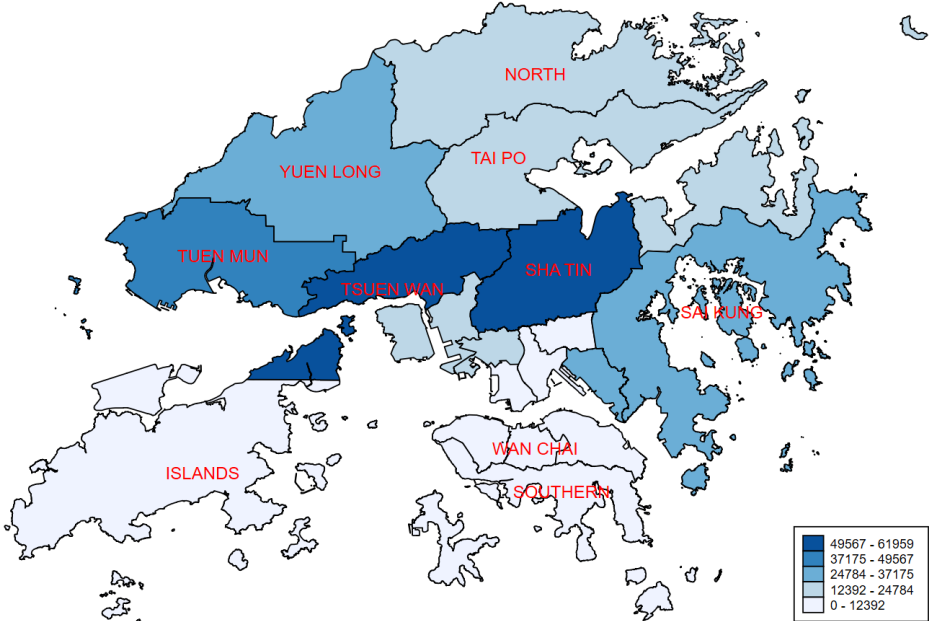 NORTH
TAI PO
YUEN LONG
TUEN MUN
SHA TIN
TSUEN WAN
SAI KUNG
WAN CHAI
ISLANDS
SOUTHERN
49567 - 61959
37175 - 49567
24784 - 37175
12392 - 24784
0 - 12392